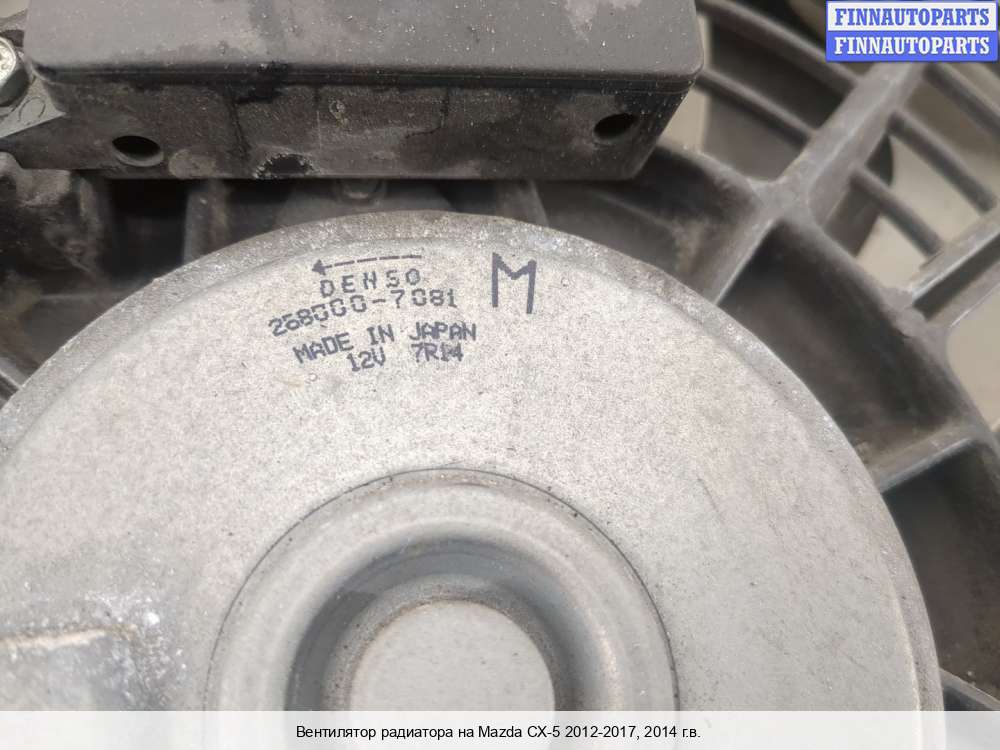 FINNAUTOPARTS
FINNAUTOPARTS
DENSO
268000-7081
M
MADE IN JAPAN
12V 7R14
Вентилятор радиатора на Mazda CX-5 2012-2017, 2014 г.в.